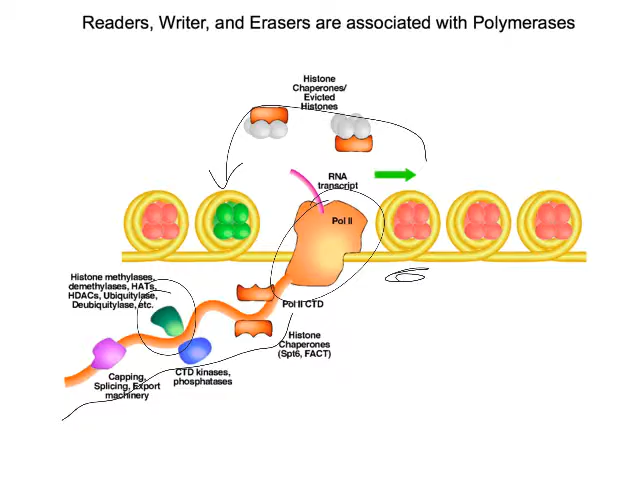 Readers, Writer, and Erasers are associated with Polymerases
Histone
Chaperones/
Evicted
Histones
RNA
transcript
Pol II
Histone methylases,
demethylases, HATs,
HDACs, Ubiquitylase,
Deubiquitylase, etc.
Pol II CTD
Histone
Chaperones
(Spt6, FACT)
CTD kinases,
phosphatases
Capping,
Splicing, Export
machinery